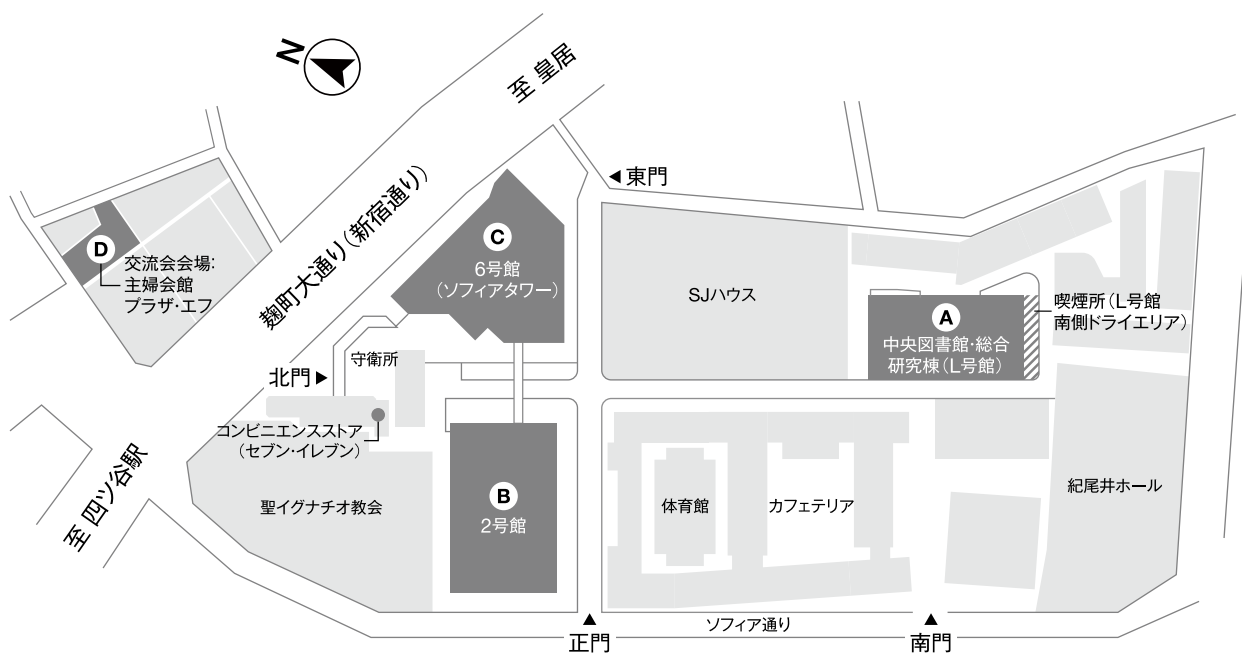 N
至 皇居
東門
麹町大通り(新宿通り)
D
交流会会場:
主婦会館
プラザ・エフ
C
6号館
(ソフィアタワー)
SJハウス
A
中央図書館・総合
研究棟(L号館)
喫煙所(L号館
南側ドライエリア)
守衛所
北門
コンビニエンスストア
(セブン・イレブン)
至 四ツ谷駅
聖イグナチオ教会
B
2号館
体育館
カフェテリア
紀尾井ホール
正門
ソフィア通り
南門